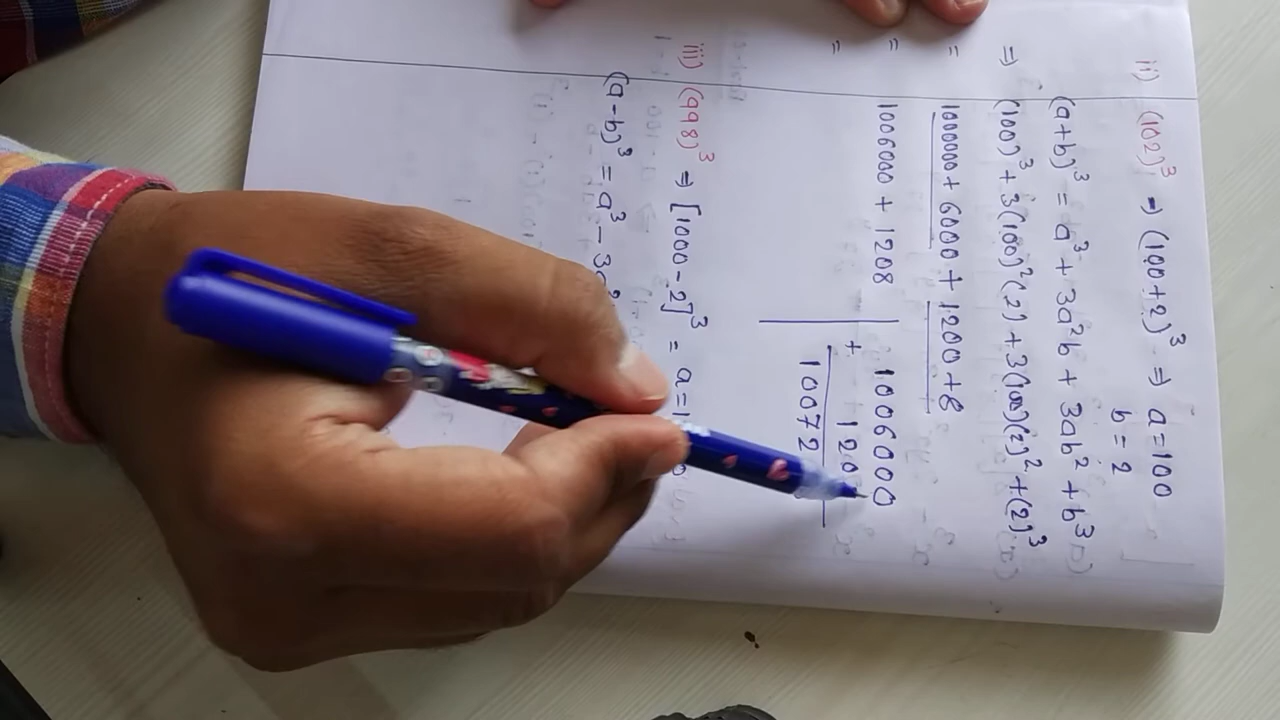 ii) (102)³ ⇒ (100+2)³ ⇒ a=100
b=2
(a+b)³ = a³ + 3a²b + 3ab² + b³
⇒ (100)³ + 3(100)²(2) + 3(100)(2)² + (2)³
= 1000000 + 6000 + 1200 + 8
= 1006000 + 1208
=
1006000
+ 120
10072
iii) (998)³ ⇒ [1000-2]³ = a=1
(a-b)³ = a³ - 3a²